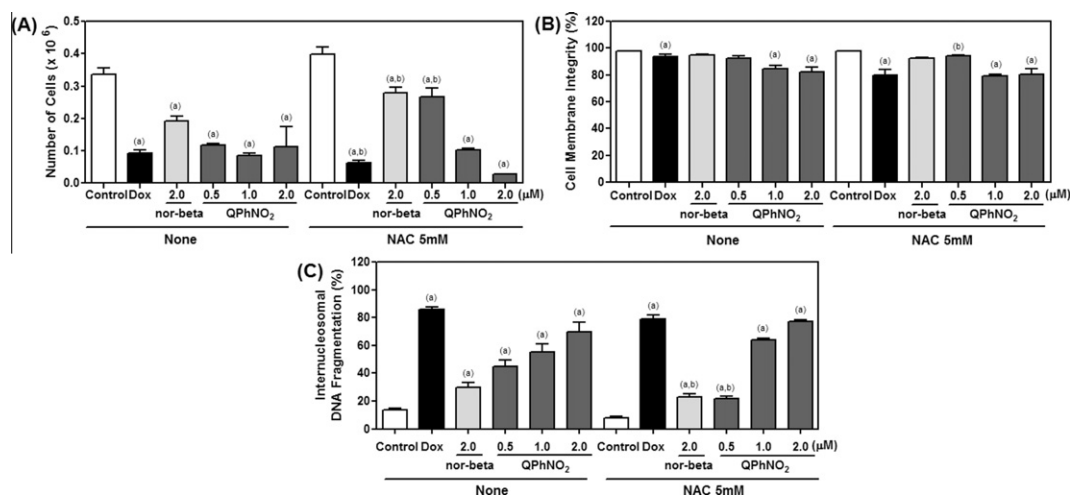 (A)
Number of Cells (x 10⁶)
0.5
0.4
0.3
0.2
0.1
0.0
(a) (a) (a) (a) (a) (a,b) (a,b) (a,b) (a) (a)
Control Dox 2.0 0.5 1.0 2.0 Control Dox 2.0 0.5 1.0 2.0 (μM)
nor-beta QPhNO₂ nor-beta QPhNO₂
None NAC 5mM
(B)
Cell Membrane Integrity (%)
120
100
80
60
40
20
0
(a) (a) (a) (a) (b) (a) (a)
Control Dox 2.0 0.5 1.0 2.0 Control Dox 2.0 0.5 1.0 2.0 (μM)
nor-beta QPhNO₂ nor-beta QPhNO₂
None NAC 5mM
(C)
Internucleosomal
DNA Fragmentation (%)
120
100
80
60
40
20
0
(a) (a) (a) (a) (a) (a) (a,b) (a,b) (a) (a)
Control Dox 2.0 0.5 1.0 2.0 Control Dox 2.0 0.5 1.0 2.0 (μM)
nor-beta QPhNO₂ nor-beta QPhNO₂
None NAC 5mM